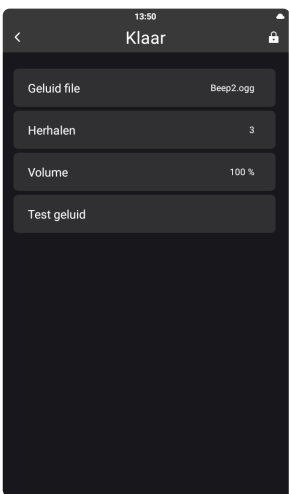 13:50
Klaar
Geluid file Beep2.ogg
Herhalen 3
Volume 100 %
Test geluid